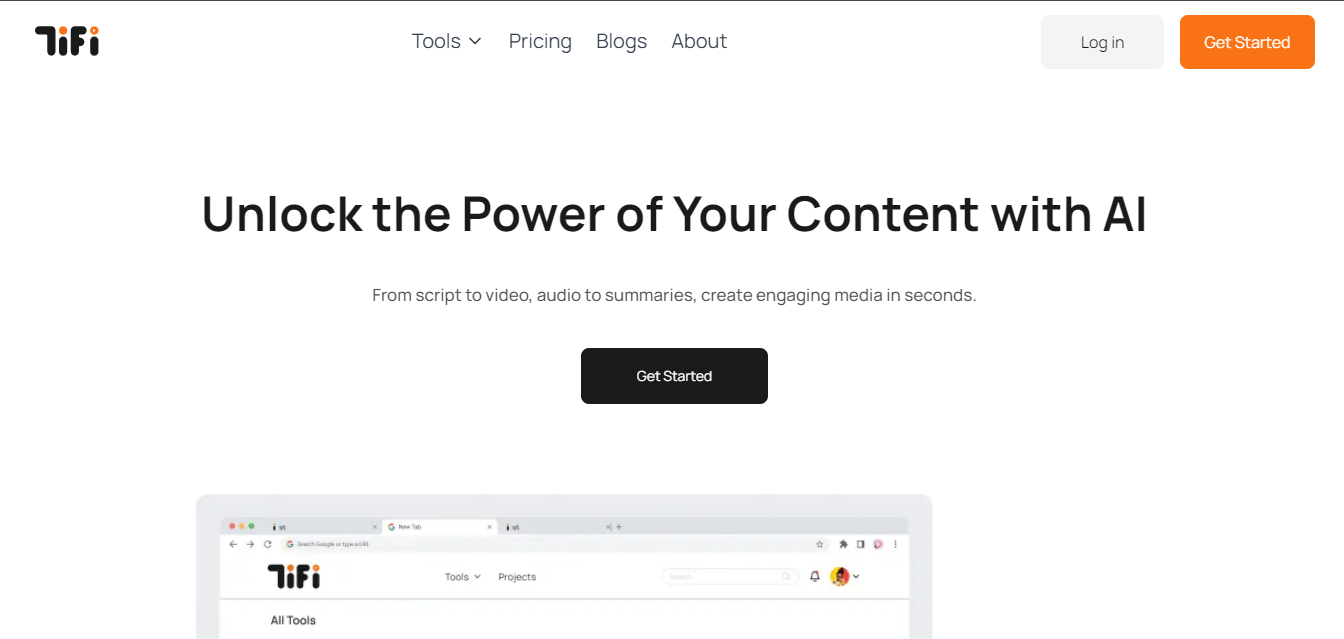 TiFi
Tools Pricing Blogs About
Log in
Get Started
Unlock the Power of Your Content with AI
From script to video, audio to summaries, create engaging media in seconds.
Get Started
New Tab
Search Google or type a URL
TiFi
Tools Projects
Search
All Tools